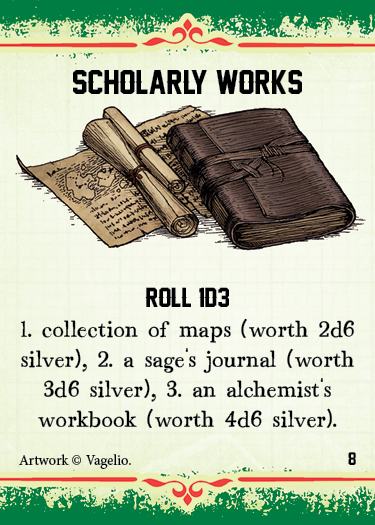 SCHOLARLY WORKS
ROLL 1D3
1. collection of maps (worth 2d6
silver), 2. a sage's journal (worth
3d6 silver), 3. an alchemist's
workbook (worth 4d6 silver).
Artwork © Vagelio.
8